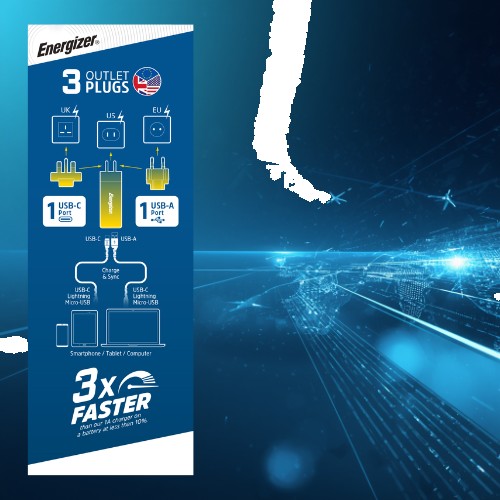 Energizer®
3 OUTLET
PLUGS
UK
US
EU
Energizer
1 USB-C
Port
1 USB-A
Port
USB-C
USB-A
Charge
& Sync
USB-C
Lightning
Micro-USB
USB-C
Lightning
Micro-USB
Smartphone / Tablet / Computer
3x
FASTER
than our 1A charger on
a battery at less than 10%